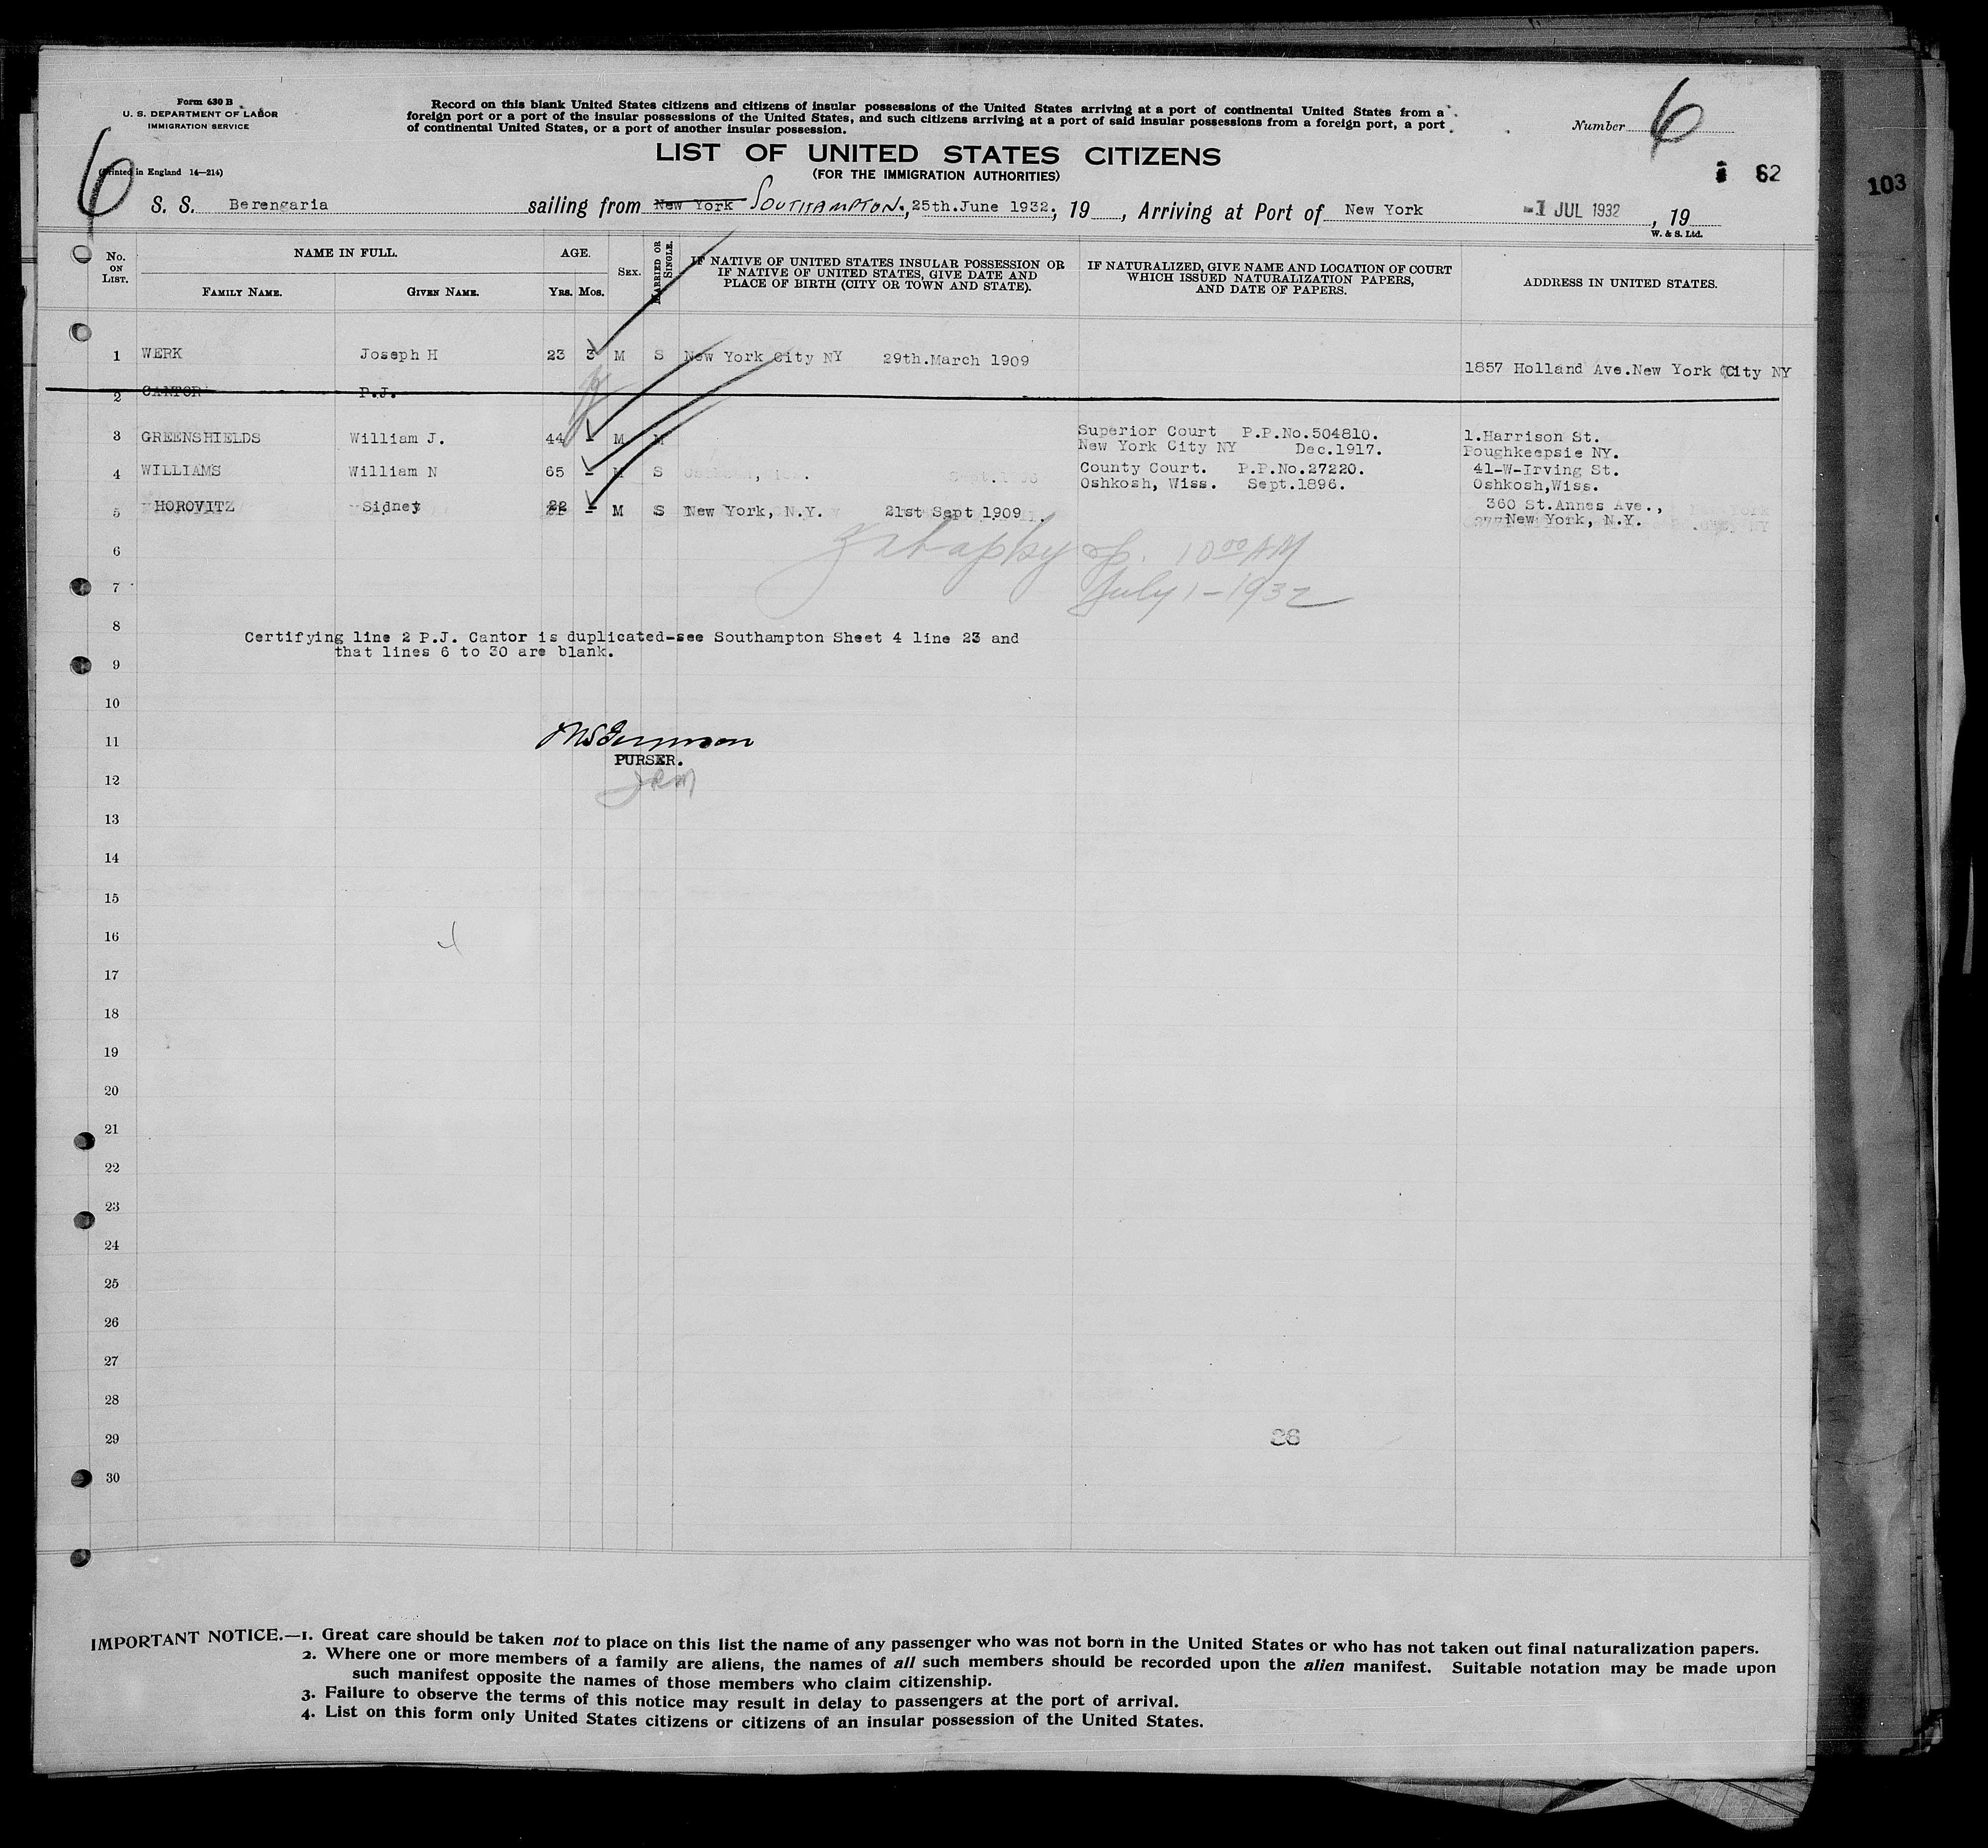 Form 630 B
U. S. DEPARTMENT OF LABOR
IMMIGRATION SERVICE
(Printed in England 14—214)
Record on this blank United States citizens and citizens of insular possessions of the United States arriving at a port of continental United States from a
foreign port or a port of the insular possessions of the United States, and such citizens arriving at a port of said insular possessions from a foreign port, a port
of continental United States, or a port of another insular possession.
Number 6
6
LIST OF UNITED STATES CITIZENS
(FOR THE IMMIGRATION AUTHORITIES)
62
103
S. S. Berengaria sailing from New York SOUTHAMPTON, 25th.June 1932, 19 , Arriving at Port of New York -1 JUL 1932 , 19
W. & S. Ltd.
No. ON LIST.
NAME IN FULL.
FAMILY NAME. GIVEN NAME.
AGE.
YRS. MOS.
SEX.
MARRIED OR SINGLE.
IF NATIVE OF UNITED STATES INSULAR POSSESSION OR
IF NATIVE OF UNITED STATES, GIVE DATE AND
PLACE OF BIRTH (CITY OR TOWN AND STATE).
IF NATURALIZED, GIVE NAME AND LOCATION OF COURT
WHICH ISSUED NATURALIZATION PAPERS,
AND DATE OF PAPERS.
ADDRESS IN UNITED STATES.
1 WERK Joseph H 23 3 M S New York City NY 29th.March 1909
1857 Holland Ave.New York City NY
2 CANTOR P.J.
3 GREENSHIELDS William J. 44 - M M Superior Court P.P.No.504810. 1.Harrison St.
New York City NY Dec.1917. Poughkeepsie NY.
4 WILLIAMS William N 65 - M S County Court. P.P.No.27220. 41-W-Irving St.
Oshkosh, Wiss. Sept.1896. Oshkosh,Wiss.
5 HOROVITZ Sidney 22 - M S New York, N.Y. 21st Sept 1909 360 St.Annes Ave.,
New York, N.Y.
6
10 00 AM
7
July 1 - 1932
8
Certifying line 2 P.J. Cantor is duplicated-see Southampton Sheet 4 line 23 and
that lines 6 to 30 are blank.
9
10
11
PURSER.
12
13
14
15
16
17
18
19
20
21
22
23
24
25
26
27
28
29
30
IMPORTANT NOTICE.—1. Great care should be taken not to place on this list the name of any passenger who was not born in the United States or who has not taken out final naturalization papers.
2. Where one or more members of a family are aliens, the names of all such members should be recorded upon the alien manifest. Suitable notation may be made upon
such manifest opposite the names of those members who claim citizenship.
3. Failure to observe the terms of this notice may result in delay to passengers at the port of arrival.
4. List on this form only United States citizens or citizens of an insular possession of the United States.